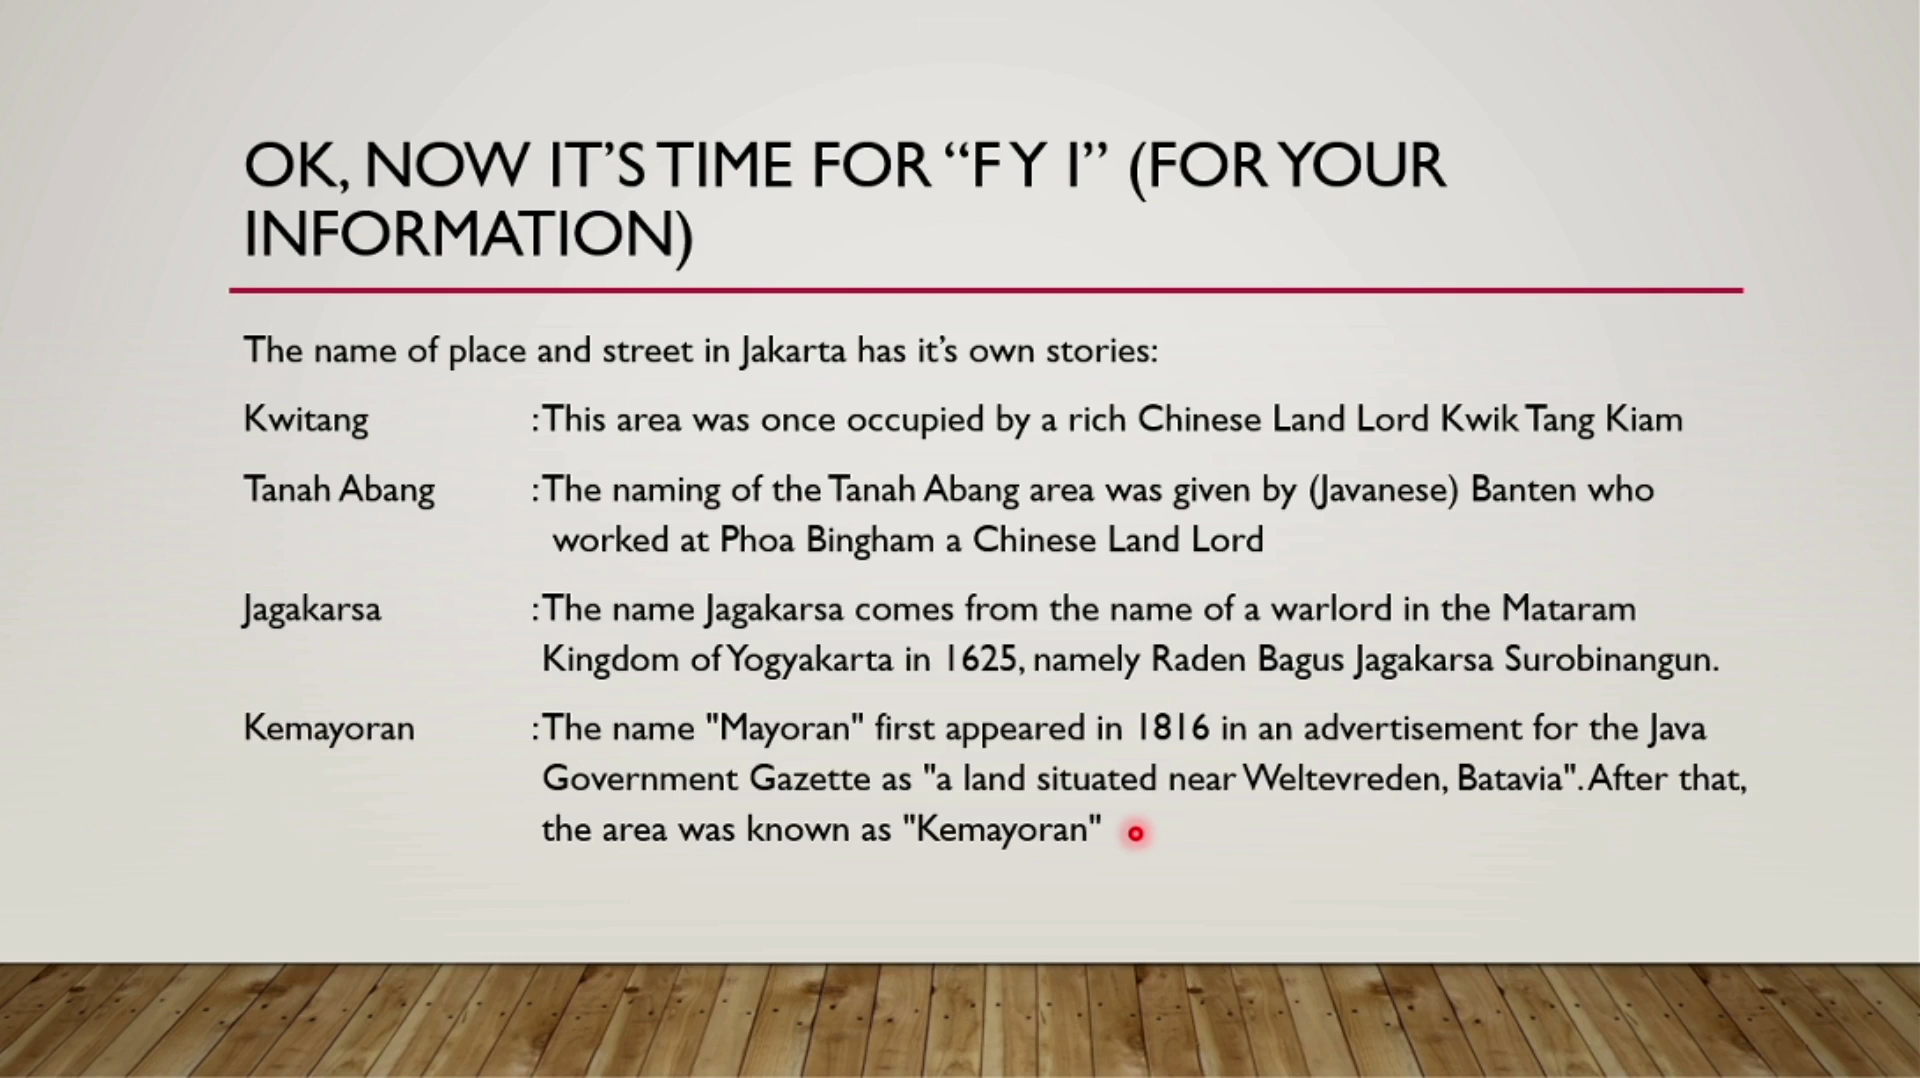 OK, NOW IT’S TIME FOR “F Y I” (FOR YOUR
INFORMATION)
The name of place and street in Jakarta has it’s own stories:
Kwitang : This area was once occupied by a rich Chinese Land Lord Kwik Tang Kiam
Tanah Abang : The naming of the Tanah Abang area was given by (Javanese) Banten who
worked at Phoa Bingham a Chinese Land Lord
Jagakarsa : The name Jagakarsa comes from the name of a warlord in the Mataram
Kingdom of Yogyakarta in 1625, namely Raden Bagus Jagakarsa Surobinangun.
Kemayoran : The name "Mayoran" first appeared in 1816 in an advertisement for the Java
Government Gazette as "a land situated near Weltevreden, Batavia". After that,
the area was known as "Kemayoran"